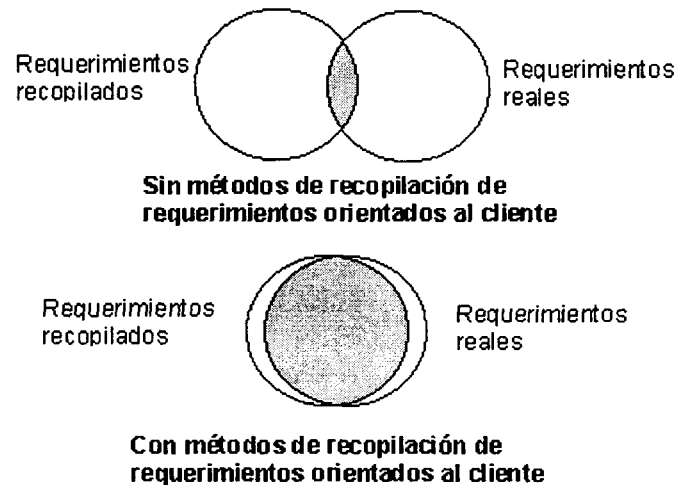 Requerimientos
recopilados
Requerimientos
reales
Sin métodos de recopilación de
requerimientos orientados al cliente
Requerimientos
recopilados
Requerimientos
reales
Con métodos de recopilación de
requerimientos orientados al cliente